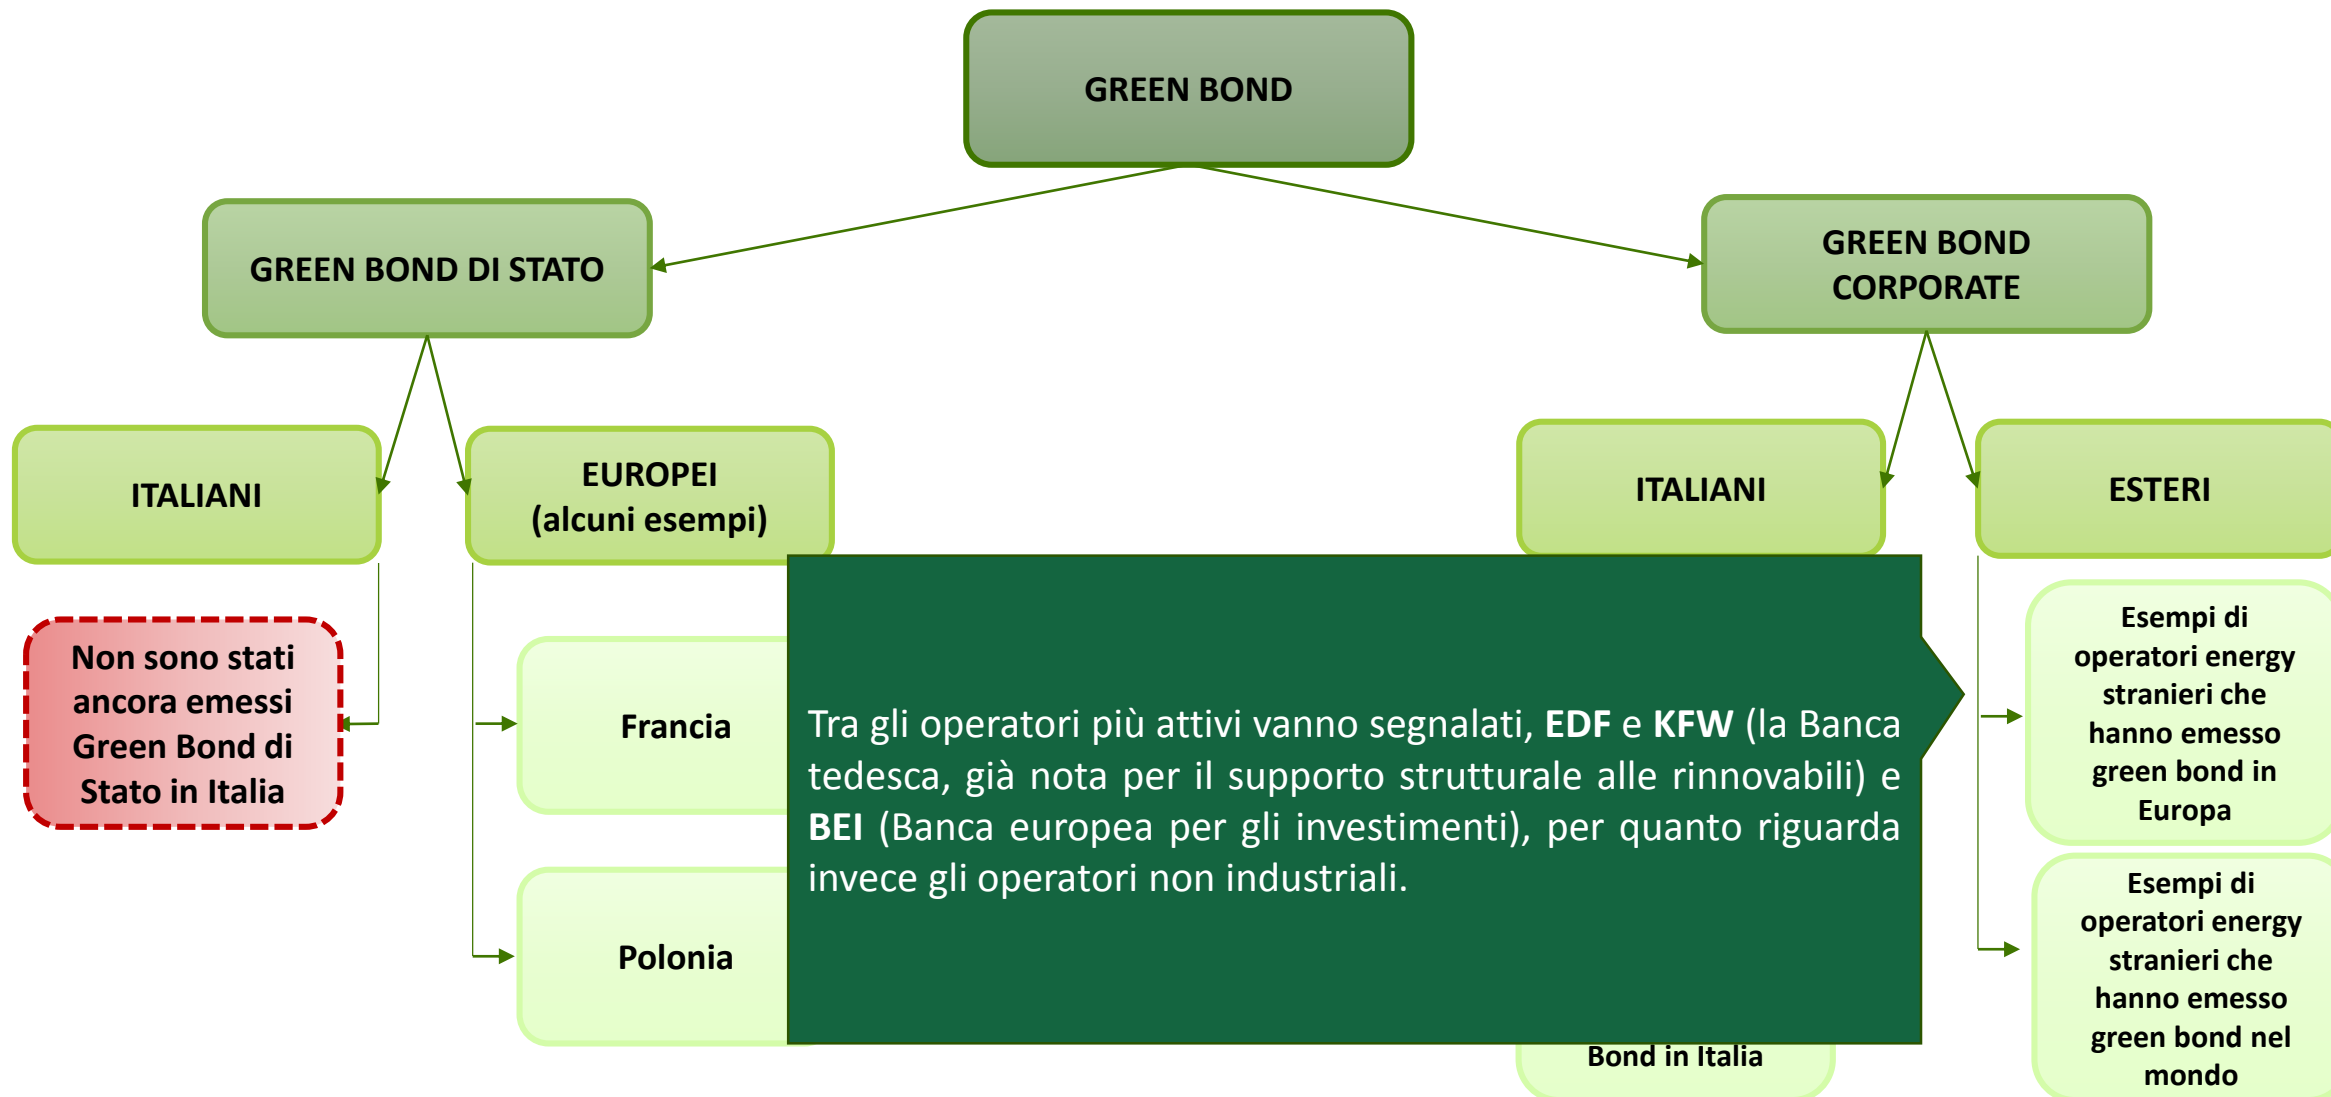 GREEN BOND
GREEN BOND DI STATO
GREEN BOND
CORPORATE
ITALIANI
EUROPEI
(alcuni esempi)
ITALIANI
ESTERI
Non sono stati
ancora emessi
Green Bond di
Stato in Italia
Francia
Polonia
Tra gli operatori più attivi vanno segnalati, EDF e KFW (la Banca
tedesca, già nota per il supporto strutturale alle rinnovabili) e
BEI (Banca europea per gli investimenti), per quanto riguarda
invece gli operatori non industriali.
Bond in Italia
Esempi di
operatori energy
stranieri che
hanno emesso
green bond in
Europa
Esempi di
operatori energy
stranieri che
hanno emesso
green bond nel
mondo